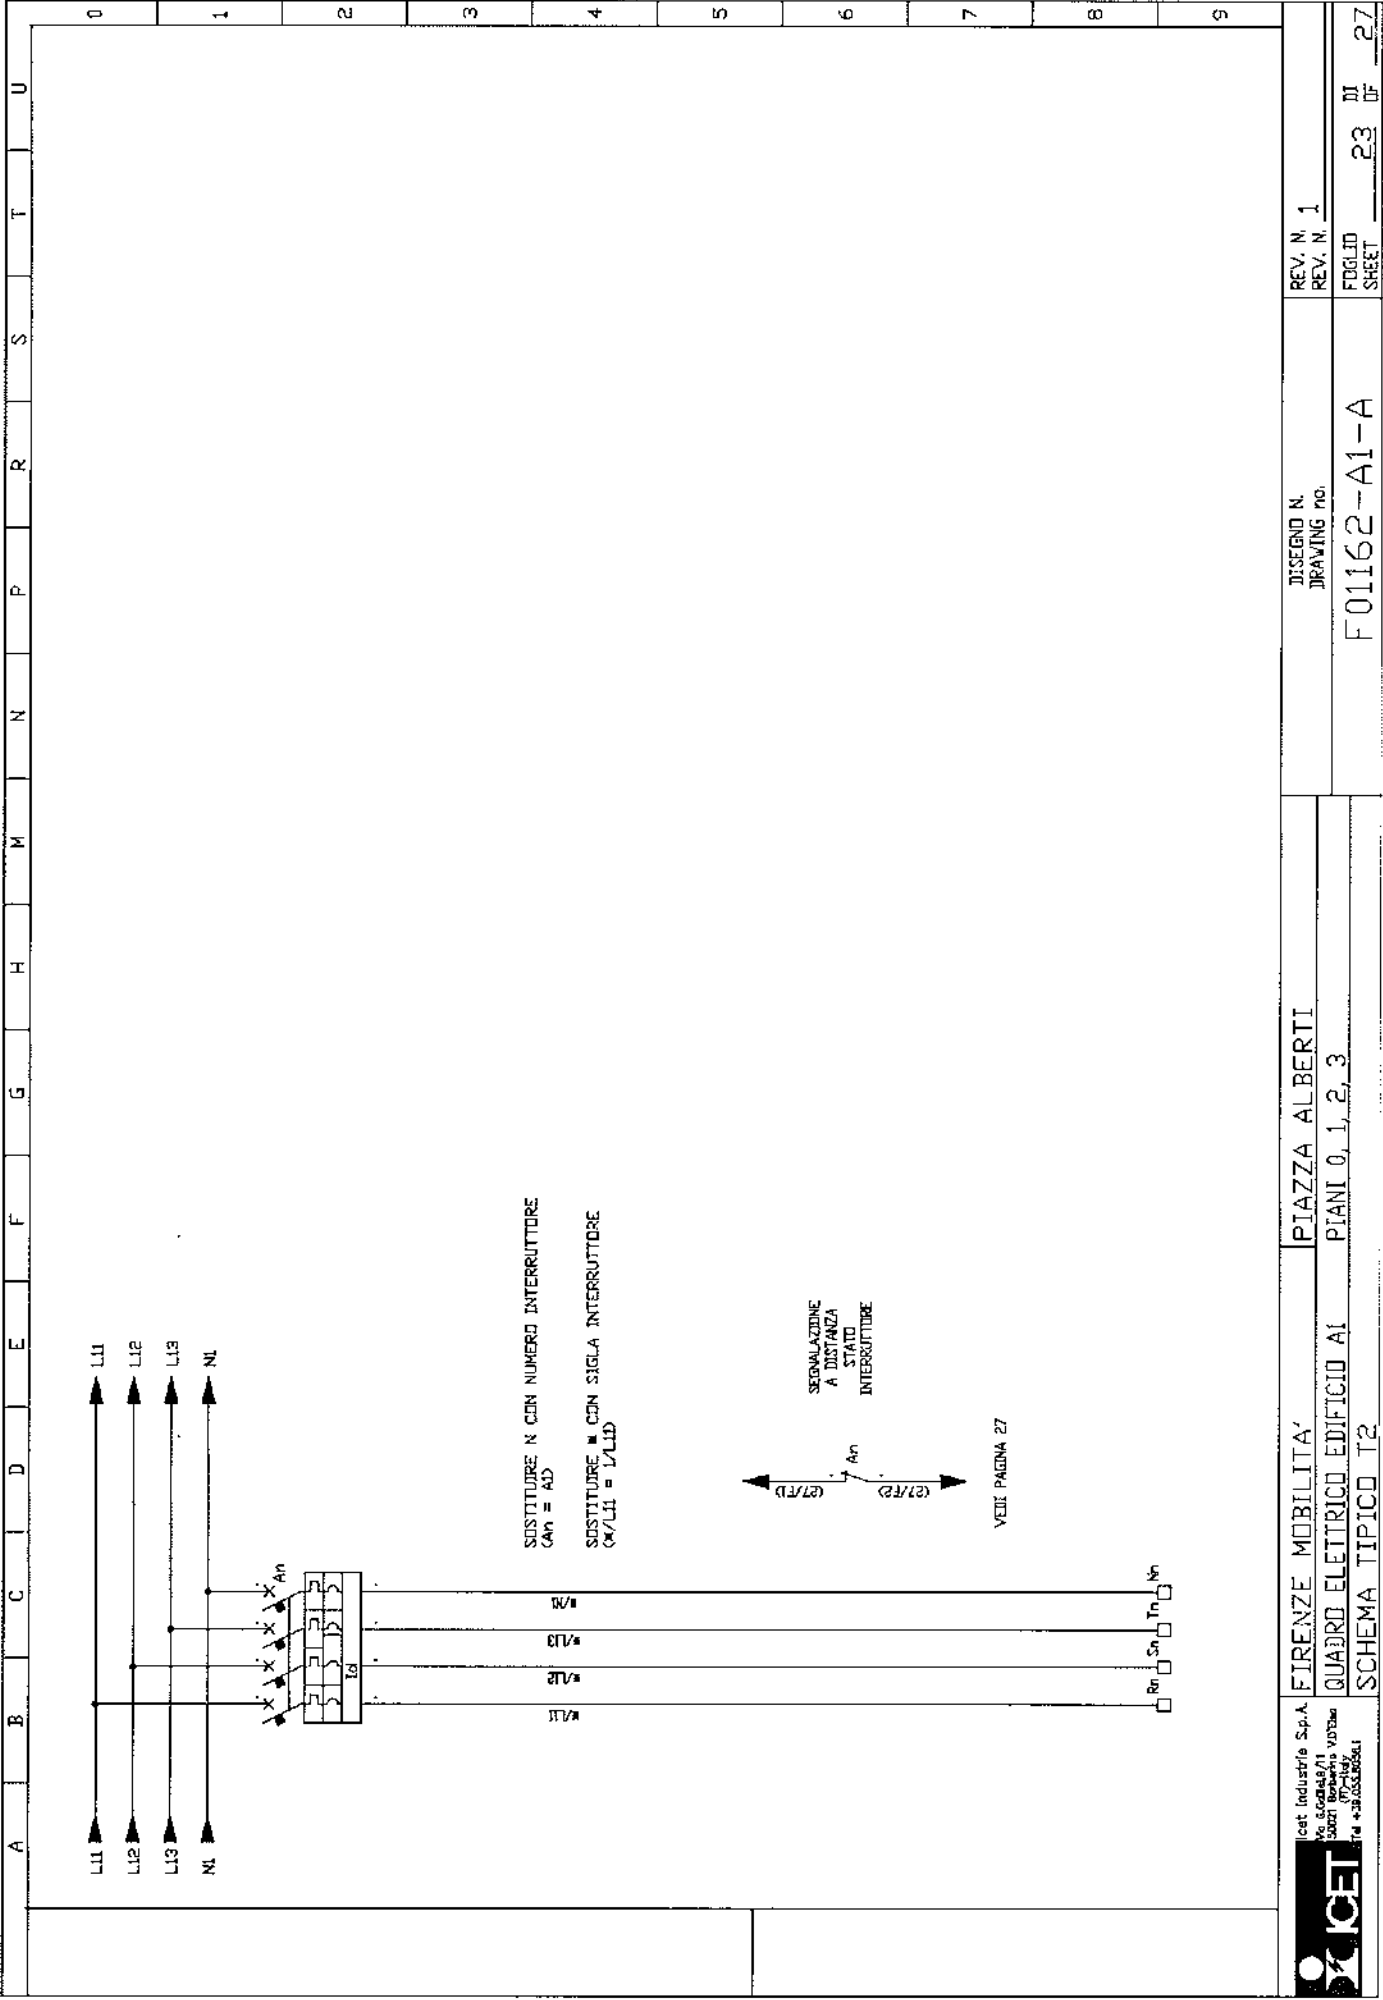 A B C D E F G H M N P R S T U
0
1
2
3
4
5
6
7
8
9
L11 L11
L12 L12
L13 L13
N1 N1
An
Id
*/L11
*/L12
*/L13
*/N1
SOSTITUIRE N CON NUMERO INTERRUTTORE
(An = A1)
SOSTITUIRE * CON SIGLA INTERRUTTORE
(*/L11 = 1/L11)
(27/E1)
An
(27/E2)
SEGNALAZIONE
A DISTANZA
STATO
INTERRUTTORE
VEDI PAGINA 27
Rn Sn Tn Nn
ICET
Icet Industrie S.p.A.
FIRENZE MOBILITA'
PIAZZA ALBERTI
QUADRO ELETTRICO EDIFICIO A1 PIANI 0, 1, 2, 3
SCHEMA TIPICO T2
DISEGNO N.
DRAWING no.
F01162-A1-A
REV. N. 1
REV. N.
FOGLIO 23 DI 27
SHEET OF